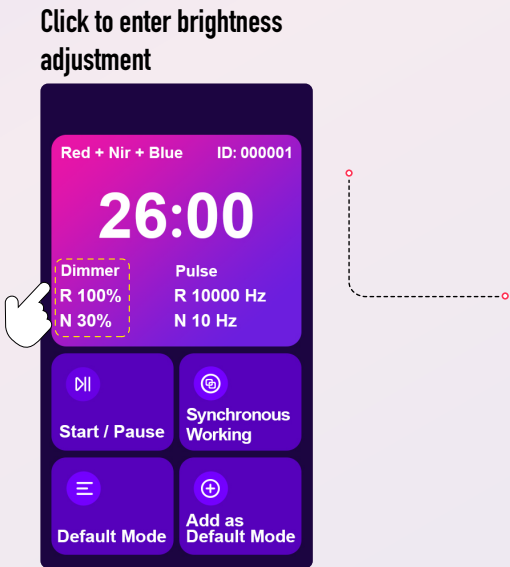 Click to enter brightness
adjustment
Red + Nir + Blue ID: 000001
26:00
Dimmer Pulse
R 100% R 10000 Hz
N 30% N 10 Hz
Start / Pause
Synchronous
Working
Default Mode
Add as
Default Mode